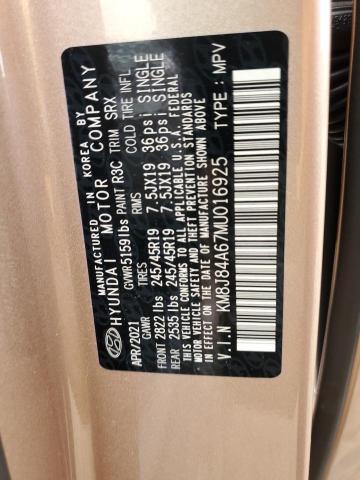 MANUFACTURED IN KOREA BY
HYUNDAI MOTOR COMPANY
APR/2021 GVWR 5159 lbs PAINT R3C TRIM SRX
GAWR TIRES RIMS COLD TIRE INFL
FRONT 2822 lbs 245/45R19 7.5JX19 36psi SINGLE
REAR 2535 lbs 245/45R19 7.5JX19 36psi SINGLE
THIS VEHICLE CONFORMS TO ALL APPLICABLE U.S.A. FEDERAL
MOTOR VEHICLE SAFETY, BUMPER, AND THEFT PREVENTION STANDARDS
IN EFFECT ON THE DATE OF MANUFACTURE SHOWN ABOVE
V.I.N KM8J84A67MU016925 TYPE : MPV